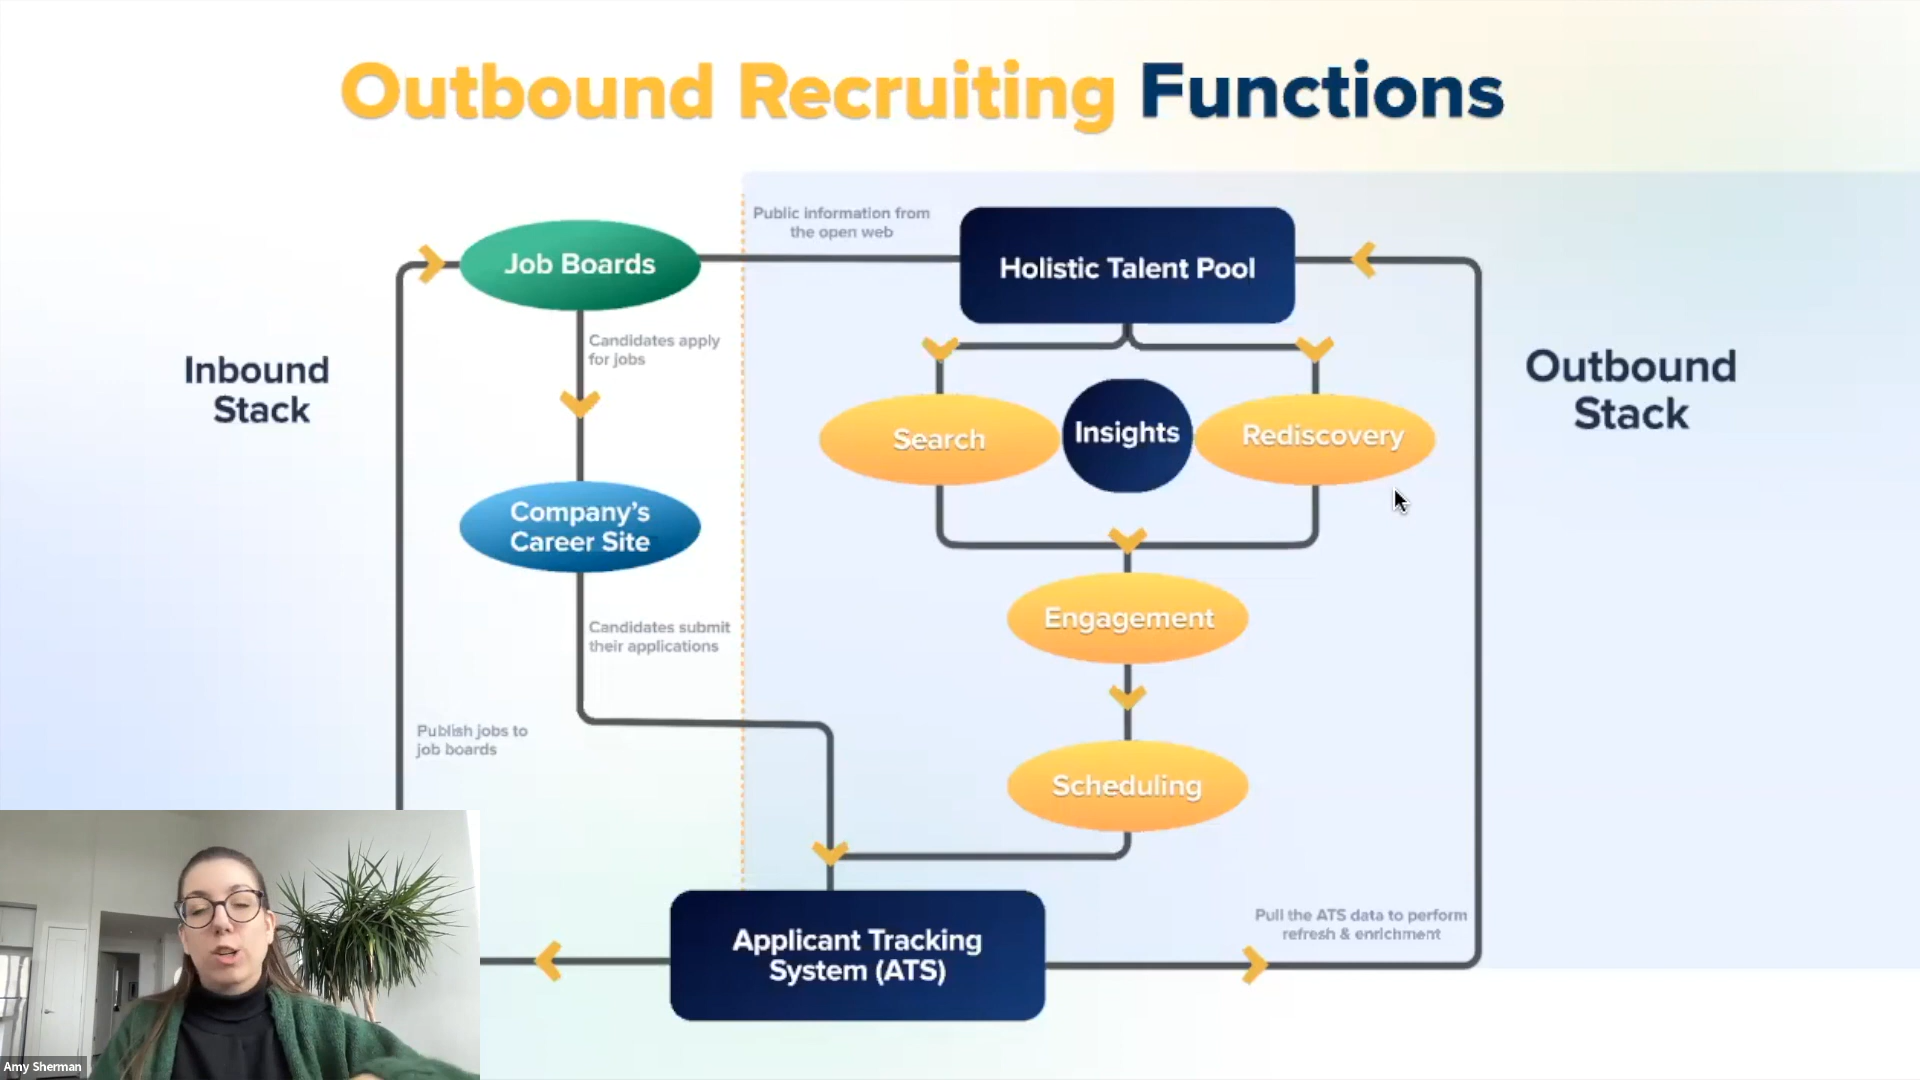 Outbound Recruiting Functions
Public information from
the open web
Job Boards
Holistic Talent Pool
Candidates apply
for jobs
Inbound
Stack
Outbound
Stack
Search
Insights
Rediscovery
Company’s
Career Site
Engagement
Candidates submit
their applications
Publish jobs to
job boards
Scheduling
Applicant Tracking
System (ATS)
Pull the ATS data to perform
refresh & enrichment
Amy Sherman